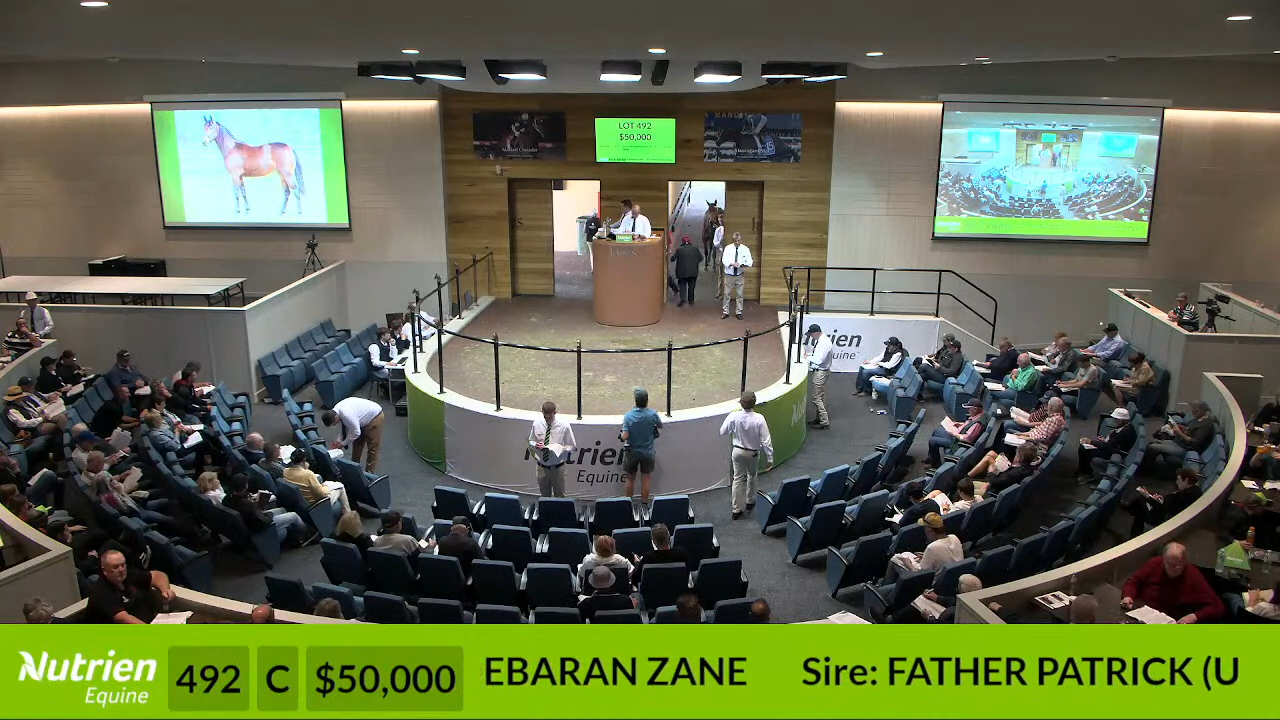 LOT 492
$50,000
Nutrien
Equine
Nutrien
Equine
Nutrien
Equine
492
C
$50,000
EBARAN ZANE
Sire: FATHER PATRICK (U